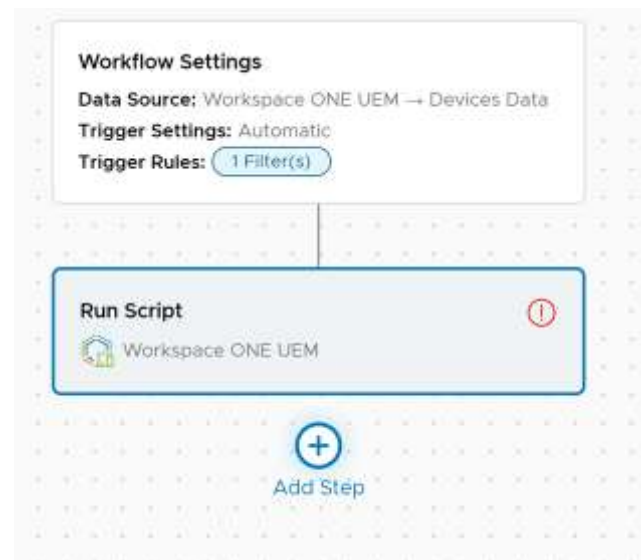 Workflow Settings
Data Source: Workspace ONE UEM → Devices Data
Trigger Settings: Automatic
Trigger Rules: 1 Filter(s)
Run Script
Workspace ONE UEM
Add Step